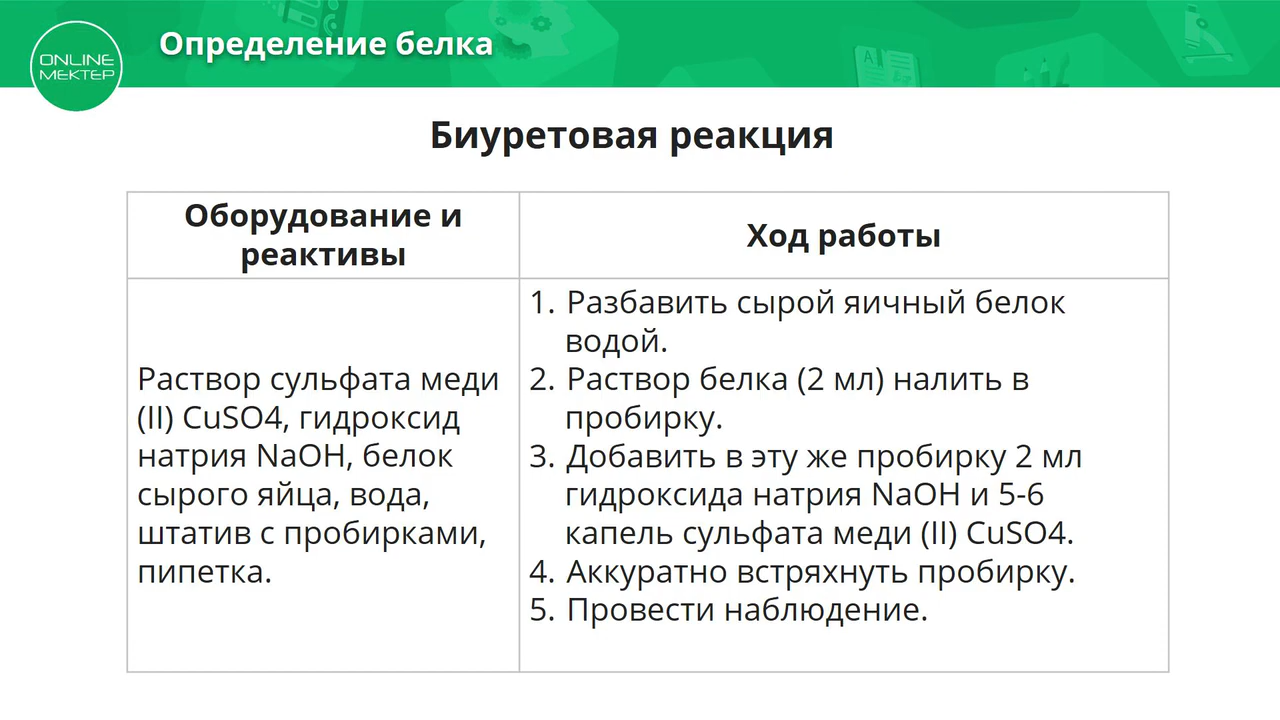 Определение белка
ONLINE
МЕКТЕР
Биуретовая реакция
Оборудование и
реактивы
Ход работы
Раствор сульфата меди
(II) CuSO4, гидроксид
натрия NaOH, белок
сырого яйца, вода,
штатив с пробирками,
пипетка.
1. Разбавить сырой яичный белок
водой.
2. Раствор белка (2 мл) налить в
пробирку.
3. Добавить в эту же пробирку 2 мл
гидроксида натрия NaOH и 5-6
капель сульфата меди (II) CuSO4.
4. Аккуратно встряхнуть пробирку.
5. Провести наблюдение.